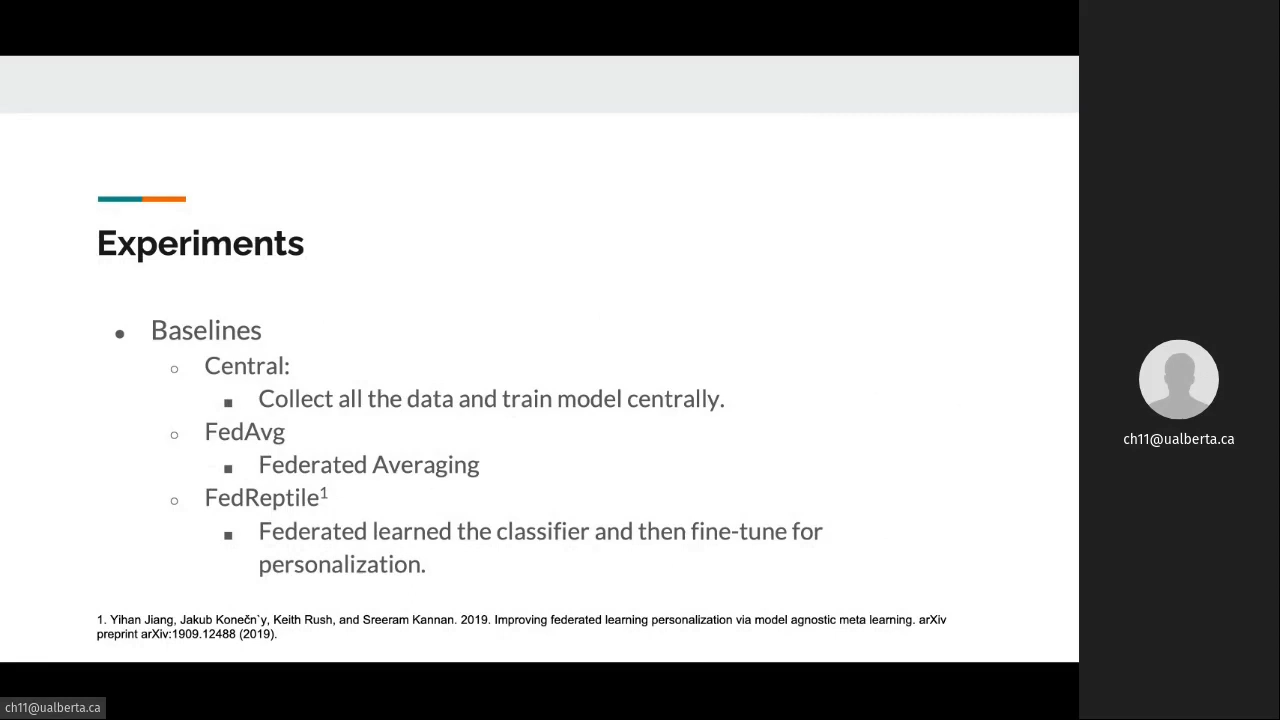 Experiments
● Baselines
○ Central:
■ Collect all the data and train model centrally.
○ FedAvg
■ Federated Averaging
○ FedReptile¹
■ Federated learned the classifier and then fine-tune for
personalization.
1. Yihan Jiang, Jakub Konečn`y, Keith Rush, and Sreeram Kannan. 2019. Improving federated learning personalization via model agnostic meta learning. arXiv
preprint arXiv:1909.12488 (2019).
ch11@ualberta.ca
ch11@ualberta.ca